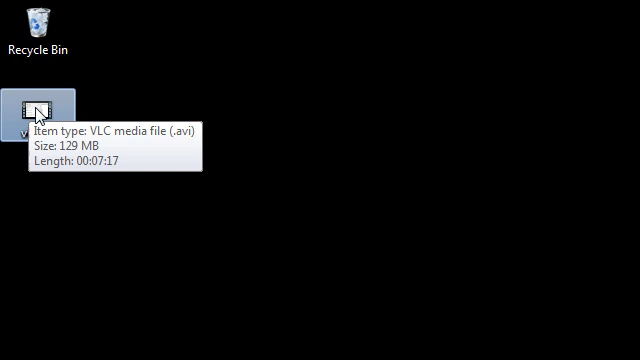 Recycle Bin
Item type: VLC media file (.avi)
Size: 129 MB
Length: 00:07:17